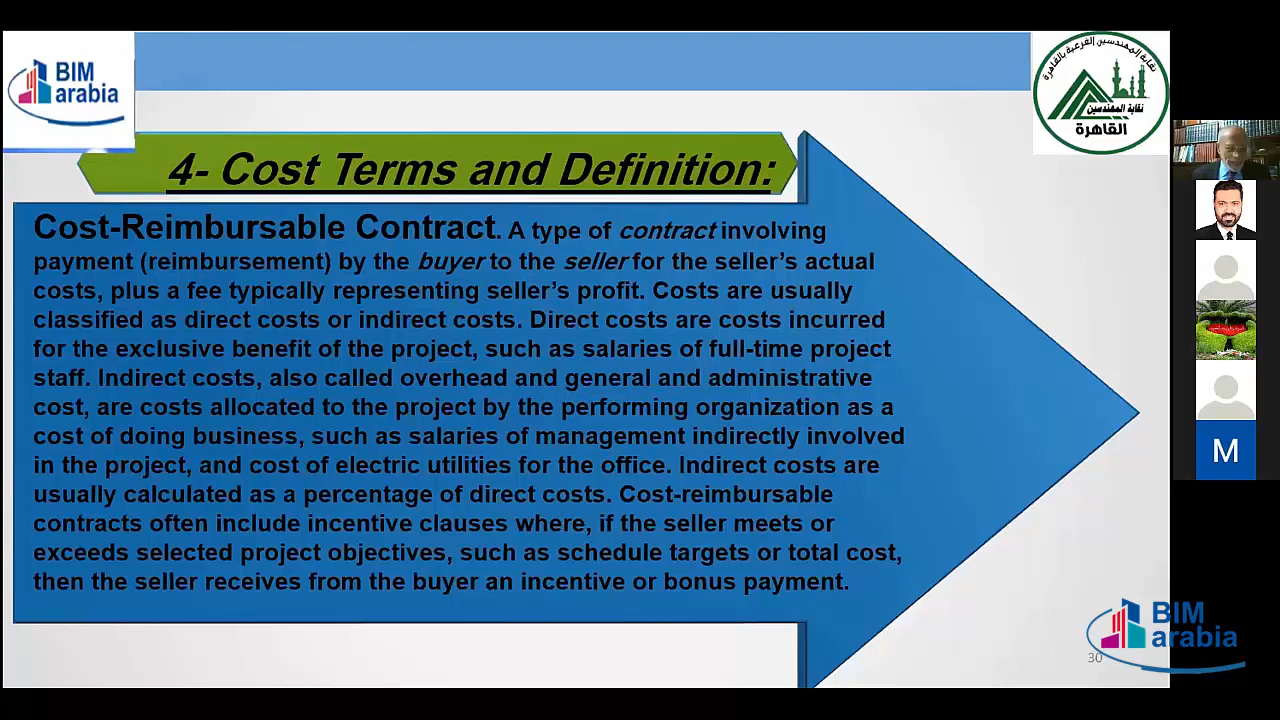 BIM
arabia
نقابة المهندسين الفرعية بالقاهرة
نقابة المهندسين
القاهرة
4- Cost Terms and Definition:
Cost-Reimbursable Contract. A type of contract involving
payment (reimbursement) by the buyer to the seller for the seller’s actual
costs, plus a fee typically representing seller’s profit. Costs are usually
classified as direct costs or indirect costs. Direct costs are costs incurred
for the exclusive benefit of the project, such as salaries of full-time project
staff. Indirect costs, also called overhead and general and administrative
cost, are costs allocated to the project by the performing organization as a
cost of doing business, such as salaries of management indirectly involved
in the project, and cost of electric utilities for the office. Indirect costs are
usually calculated as a percentage of direct costs. Cost-reimbursable
contracts often include incentive clauses where, if the seller meets or
exceeds selected project objectives, such as schedule targets or total cost,
then the seller receives from the buyer an incentive or bonus payment.
M
BIM
arabia
30